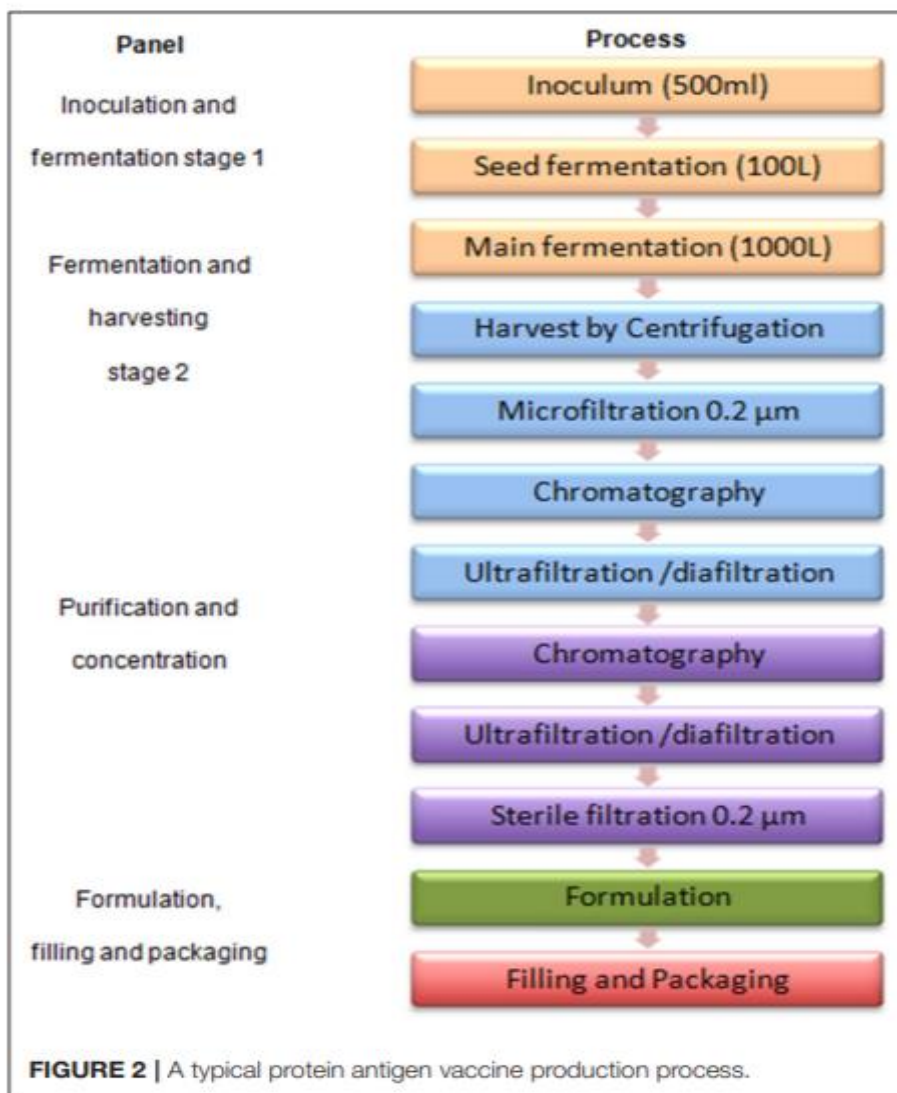 Panel
Process
Inoculation and
fermentation stage 1
Inoculum (500ml)
Seed fermentation (100L)
Fermentation and
harvesting
stage 2
Main fermentation (1000L)
Harvest by Centrifugation
Microfiltration 0.2 µm
Chromatography
Ultrafiltration /diafiltration
Purification and
concentration
Chromatography
Ultrafiltration /diafiltration
Sterile filtration 0.2 µm
Formulation,
filling and packaging
Formulation
Filling and Packaging
FIGURE 2 | A typical protein antigen vaccine production process.